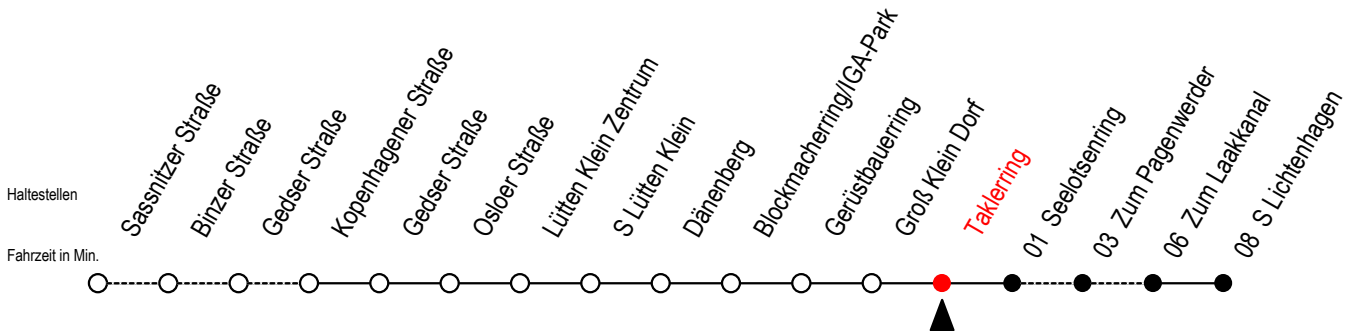 Haltestellen
Fahrzeit in Min.
Sassnitzer Straße
Binzer Straße
Gedser Straße
Kopenhagener Straße
Gedser Straße
Osloer Straße
Lütten Klein Zentrum
S Lütten Klein
Dänenberg
Blockmacherring/IGA-Park
Gerüstbauerring
Groß Klein Dorf
Taklerring
01 Seelotsenring
03 Zum Pagenwerder
06 Zum Laakkanal
08 S Lichtenhagen